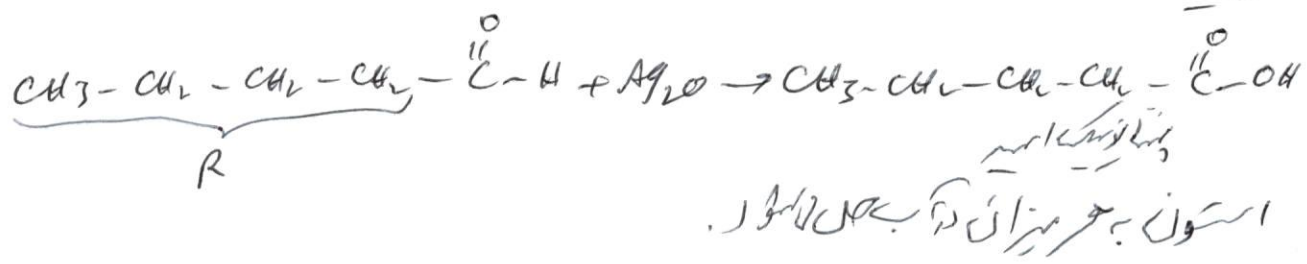 O O
CH3 - CH2 - CH2 - CH2 - C - H + Ag2O → CH3 - CH2 - CH2 - CH2 - C - OH
R
پنتانوئیک اسید
استون به هر میزان در آب حل می‌شود.